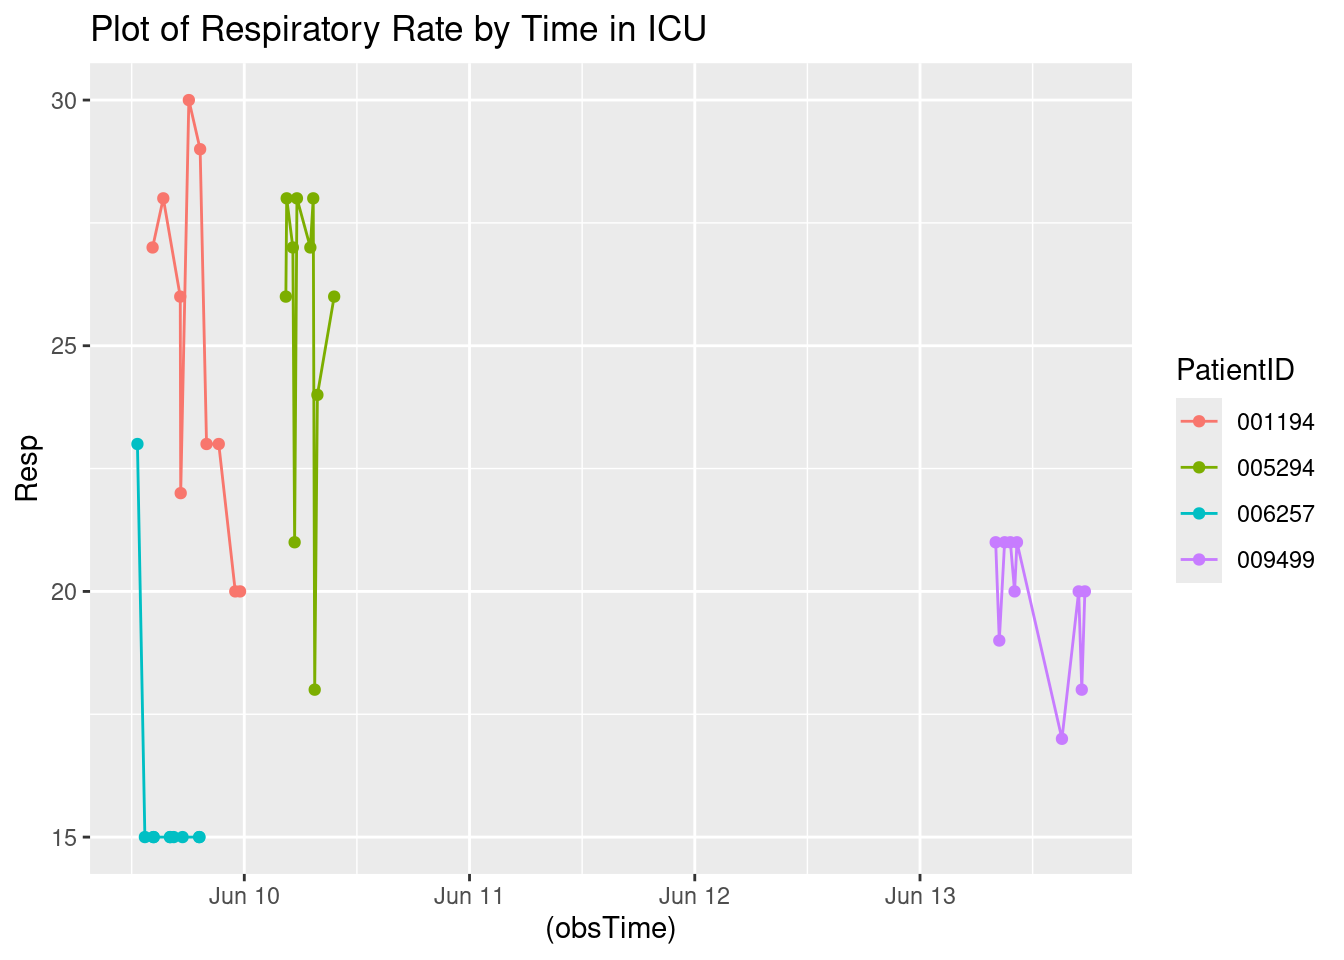 Plot of Respiratory Rate by Time in ICU
30
25
20
15
Resp
Jun 10
Jun 11
Jun 12
Jun 13
(obsTime)
PatientID
001194
005294
006257
009499